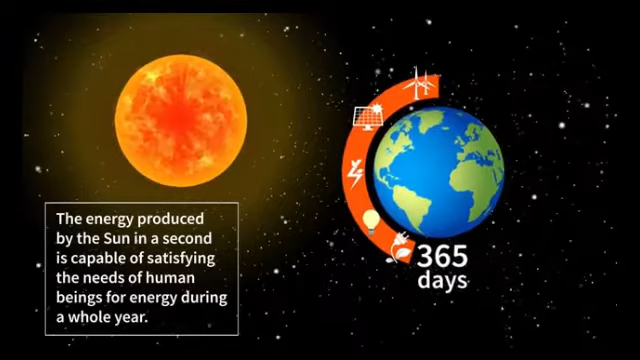 The energy produced
by the Sun in a second
is capable of satisfying
the needs of human
beings for energy during
a whole year.
365
days